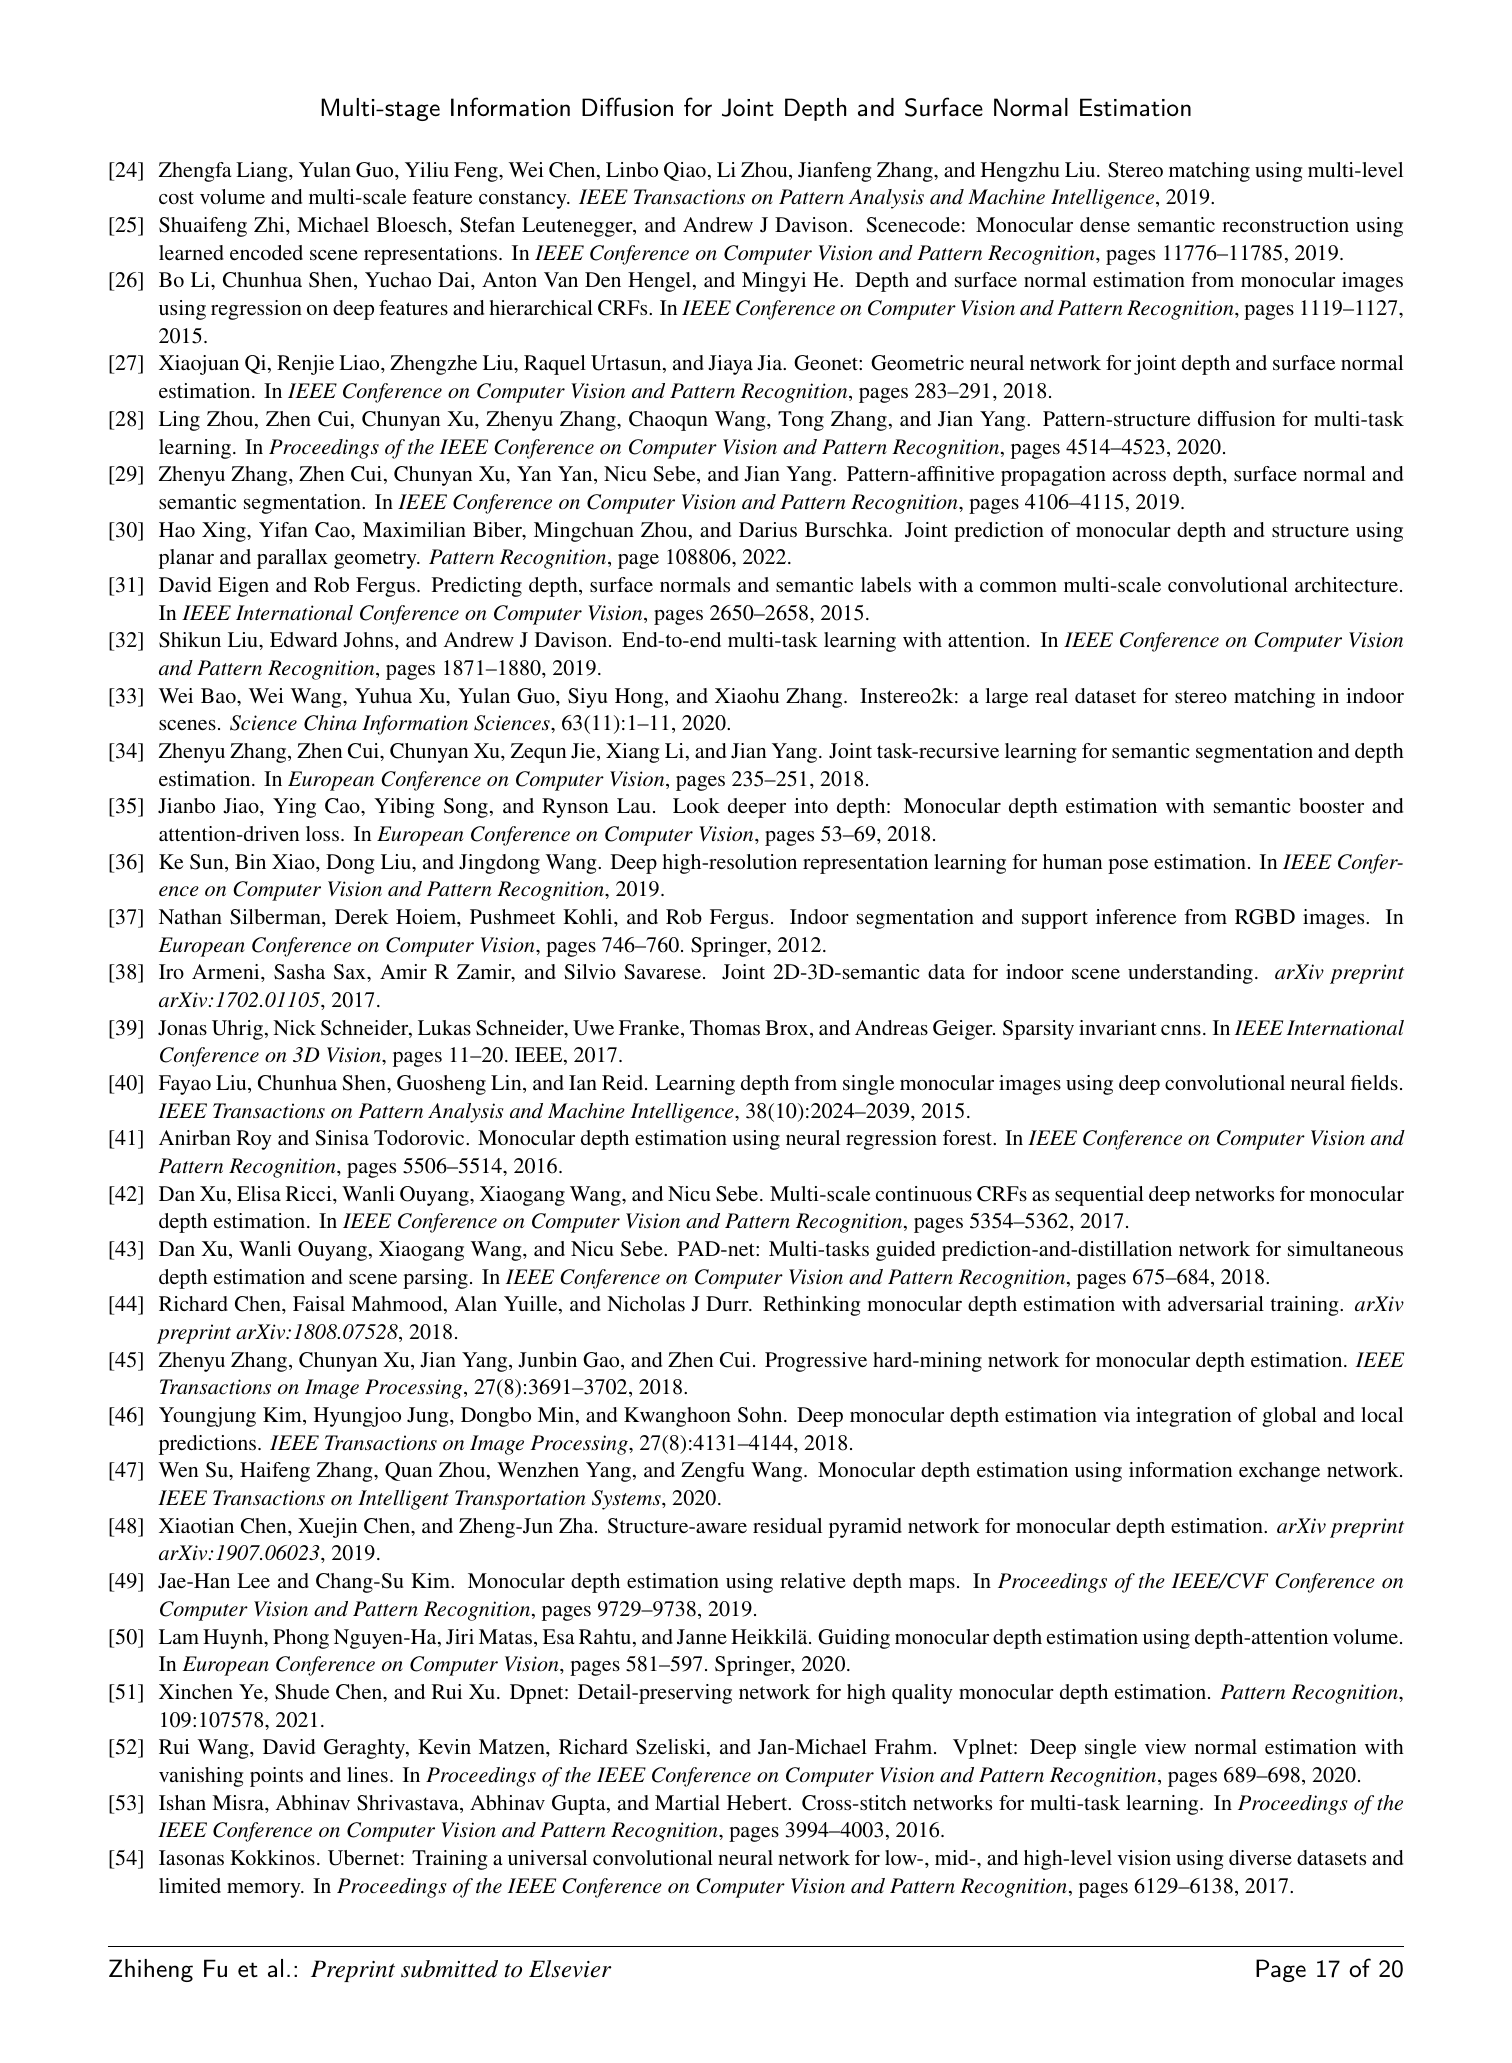 Multi-stage Information Diffusion for Joint Depth and Surface Normal Estimation
[24] Zhengfa Liang, Yulan Guo, Yiliu Feng, Wei Chen, Linbo Qiao, Li Zhou, Jianfeng Zhang, and Hengzhu Liu. Stereo matching using multi-level
cost volume and multi-scale feature constancy. IEEE Transactions on Pattern Analysis and Machine Intelligence, 2019.
[25] Shuaifeng Zhi, Michael Bloesch, Stefan Leutenegger, and Andrew J Davison. Scenecode: Monocular dense semantic reconstruction using
learned encoded scene representations. In IEEE Conference on Computer Vision and Pattern Recognition, pages 11776–11785, 2019.
[26] Bo Li, Chunhua Shen, Yuchao Dai, Anton Van Den Hengel, and Mingyi He. Depth and surface normal estimation from monocular images
using regression on deep features and hierarchical CRFs. In IEEE Conference on Computer Vision and Pattern Recognition, pages 1119–1127,
2015.
[27] Xiaojuan Qi, Renjie Liao, Zhengzhe Liu, Raquel Urtasun, and Jiaya Jia. Geonet: Geometric neural network for joint depth and surface normal
estimation. In IEEE Conference on Computer Vision and Pattern Recognition, pages 283–291, 2018.
[28] Ling Zhou, Zhen Cui, Chunyan Xu, Zhenyu Zhang, Chaoqun Wang, Tong Zhang, and Jian Yang. Pattern-structure diffusion for multi-task
learning. In Proceedings of the IEEE Conference on Computer Vision and Pattern Recognition, pages 4514–4523, 2020.
[29] Zhenyu Zhang, Zhen Cui, Chunyan Xu, Yan Yan, Nicu Sebe, and Jian Yang. Pattern-affinitive propagation across depth, surface normal and
semantic segmentation. In IEEE Conference on Computer Vision and Pattern Recognition, pages 4106–4115, 2019.
[30] Hao Xing, Yifan Cao, Maximilian Biber, Mingchuan Zhou, and Darius Burschka. Joint prediction of monocular depth and structure using
planar and parallax geometry. Pattern Recognition, page 108806, 2022.
[31] David Eigen and Rob Fergus. Predicting depth, surface normals and semantic labels with a common multi-scale convolutional architecture.
In IEEE International Conference on Computer Vision, pages 2650–2658, 2015.
[32] Shikun Liu, Edward Johns, and Andrew J Davison. End-to-end multi-task learning with attention. In IEEE Conference on Computer Vision
and Pattern Recognition, pages 1871–1880, 2019.
[33] Wei Bao, Wei Wang, Yuhua Xu, Yulan Guo, Siyu Hong, and Xiaohu Zhang. Instereo2k: a large real dataset for stereo matching in indoor
scenes. Science China Information Sciences, 63(11):1–11, 2020.
[34] Zhenyu Zhang, Zhen Cui, Chunyan Xu, Zequn Jie, Xiang Li, and Jian Yang. Joint task-recursive learning for semantic segmentation and depth
estimation. In European Conference on Computer Vision, pages 235–251, 2018.
[35] Jianbo Jiao, Ying Cao, Yibing Song, and Rynson Lau. Look deeper into depth: Monocular depth estimation with semantic booster and
attention-driven loss. In European Conference on Computer Vision, pages 53–69, 2018.
[36] Ke Sun, Bin Xiao, Dong Liu, and Jingdong Wang. Deep high-resolution representation learning for human pose estimation. In IEEE Confer-
ence on Computer Vision and Pattern Recognition, 2019.
[37] Nathan Silberman, Derek Hoiem, Pushmeet Kohli, and Rob Fergus. Indoor segmentation and support inference from RGBD images. In
European Conference on Computer Vision, pages 746–760. Springer, 2012.
[38] Iro Armeni, Sasha Sax, Amir R Zamir, and Silvio Savarese. Joint 2D-3D-semantic data for indoor scene understanding. arXiv preprint
arXiv:1702.01105, 2017.
[39] Jonas Uhrig, Nick Schneider, Lukas Schneider, Uwe Franke, Thomas Brox, and Andreas Geiger. Sparsity invariant cnns. In IEEE International
Conference on 3D Vision, pages 11–20. IEEE, 2017.
[40] Fayao Liu, Chunhua Shen, Guosheng Lin, and Ian Reid. Learning depth from single monocular images using deep convolutional neural fields.
IEEE Transactions on Pattern Analysis and Machine Intelligence, 38(10):2024–2039, 2015.
[41] Anirban Roy and Sinisa Todorovic. Monocular depth estimation using neural regression forest. In IEEE Conference on Computer Vision and
Pattern Recognition, pages 5506–5514, 2016.
[42] Dan Xu, Elisa Ricci, Wanli Ouyang, Xiaogang Wang, and Nicu Sebe. Multi-scale continuous CRFs as sequential deep networks for monocular
depth estimation. In IEEE Conference on Computer Vision and Pattern Recognition, pages 5354–5362, 2017.
[43] Dan Xu, Wanli Ouyang, Xiaogang Wang, and Nicu Sebe. PAD-net: Multi-tasks guided prediction-and-distillation network for simultaneous
depth estimation and scene parsing. In IEEE Conference on Computer Vision and Pattern Recognition, pages 675–684, 2018.
[44] Richard Chen, Faisal Mahmood, Alan Yuille, and Nicholas J Durr. Rethinking monocular depth estimation with adversarial training. arXiv
preprint arXiv:1808.07528, 2018.
[45] Zhenyu Zhang, Chunyan Xu, Jian Yang, Junbin Gao, and Zhen Cui. Progressive hard-mining network for monocular depth estimation. IEEE
Transactions on Image Processing, 27(8):3691–3702, 2018.
[46] Youngjung Kim, Hyungjoo Jung, Dongbo Min, and Kwanghoon Sohn. Deep monocular depth estimation via integration of global and local
predictions. IEEE Transactions on Image Processing, 27(8):4131–4144, 2018.
[47] Wen Su, Haifeng Zhang, Quan Zhou, Wenzhen Yang, and Zengfu Wang. Monocular depth estimation using information exchange network.
IEEE Transactions on Intelligent Transportation Systems, 2020.
[48] Xiaotian Chen, Xuejin Chen, and Zheng-Jun Zha. Structure-aware residual pyramid network for monocular depth estimation. arXiv preprint
arXiv:1907.06023, 2019.
[49] Jae-Han Lee and Chang-Su Kim. Monocular depth estimation using relative depth maps. In Proceedings of the IEEE/CVF Conference on
Computer Vision and Pattern Recognition, pages 9729–9738, 2019.
[50] Lam Huynh, Phong Nguyen-Ha, Jiri Matas, Esa Rahtu, and Janne Heikkilä. Guiding monocular depth estimation using depth-attention volume.
In European Conference on Computer Vision, pages 581–597. Springer, 2020.
[51] Xinchen Ye, Shude Chen, and Rui Xu. Dpnet: Detail-preserving network for high quality monocular depth estimation. Pattern Recognition,
109:107578, 2021.
[52] Rui Wang, David Geraghty, Kevin Matzen, Richard Szeliski, and Jan-Michael Frahm. Vplnet: Deep single view normal estimation with
vanishing points and lines. In Proceedings of the IEEE Conference on Computer Vision and Pattern Recognition, pages 689–698, 2020.
[53] Ishan Misra, Abhinav Shrivastava, Abhinav Gupta, and Martial Hebert. Cross-stitch networks for multi-task learning. In Proceedings of the
IEEE Conference on Computer Vision and Pattern Recognition, pages 3994–4003, 2016.
[54] Iasonas Kokkinos. Ubernet: Training a universal convolutional neural network for low-, mid-, and high-level vision using diverse datasets and
limited memory. In Proceedings of the IEEE Conference on Computer Vision and Pattern Recognition, pages 6129–6138, 2017.
Zhiheng Fu et al.: Preprint submitted to Elsevier Page 17 of 20